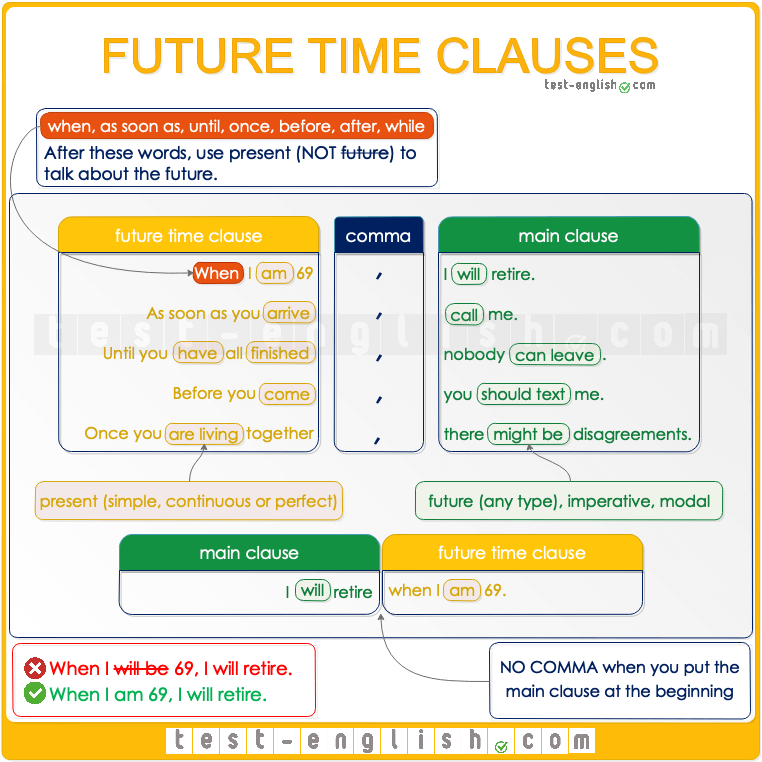 FUTURE TIME CLAUSES
test-english.com
when, as soon as, until, once, before, after, while
After these words, use present (NOT future) to
talk about the future.
future time clause comma main clause
When I am 69 , I will retire.
As soon as you arrive , call me.
test-english.com
Until you have all finished , nobody can leave.
Before you come , you should text me.
Once you are living together , there might be disagreements.
present (simple, continuous or perfect) future (any type), imperative, modal
main clause future time clause
I will retire when I am 69.
When I will be 69, I will retire.
When I am 69, I will retire.
NO COMMA when you put the
main clause at the beginning
test-english.com